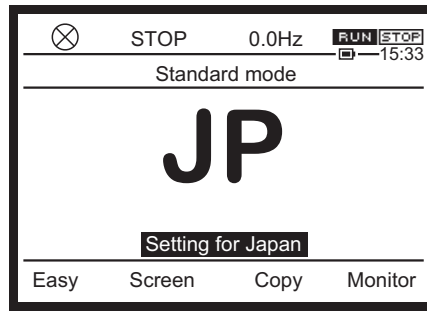 STOP 0.0Hz RUN STOP
15:33
Standard mode
JP
Setting for Japan
Easy Screen Copy Monitor